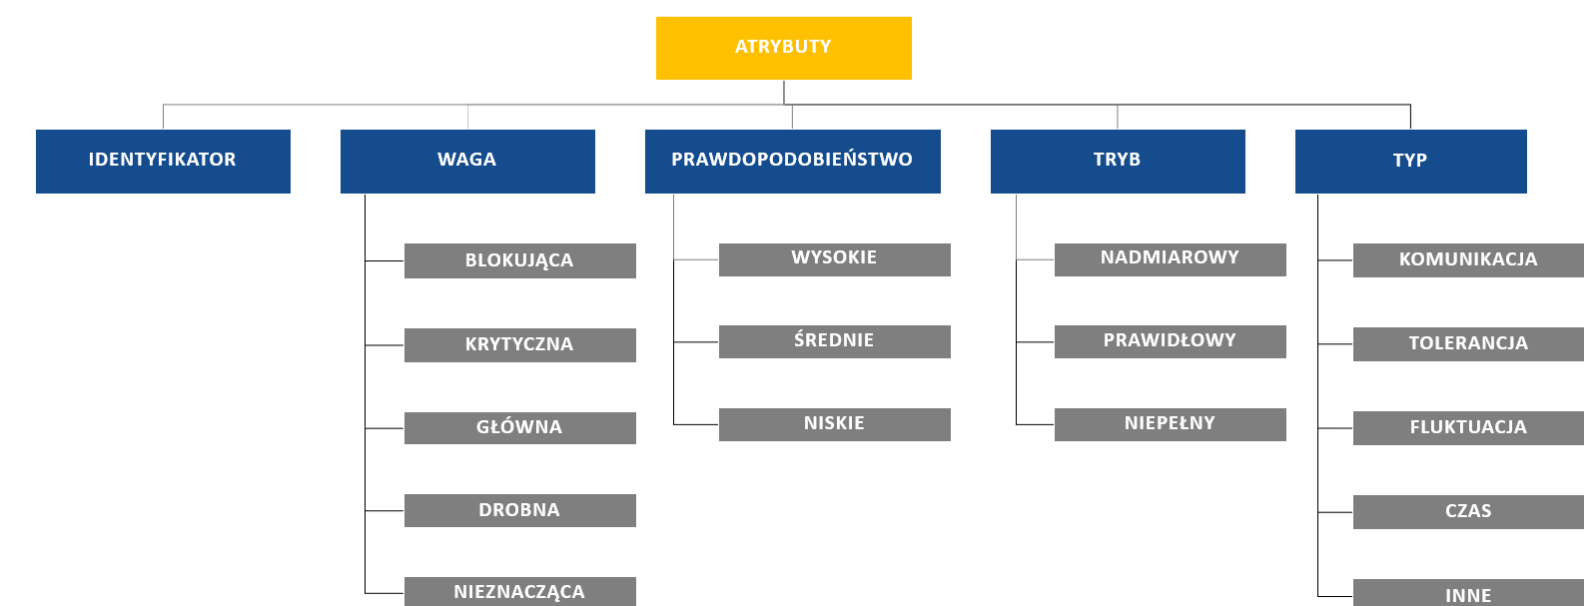 ATRYBUTY
IDENTYFIKATOR
WAGA
BLOKUJĄCA
KRYTYCZNA
GŁÓWNA
DROBNA
NIEZNACZĄCA
PRAWDOPODOBIEŃSTWO
WYSOKIE
ŚREDNIE
NISKIE
TRYB
NADMIAROWY
PRAWIDŁOWY
NIEPEŁNY
TYP
KOMUNIKACJA
TOLERANCJA
FLUKTUACJA
CZAS
INNE